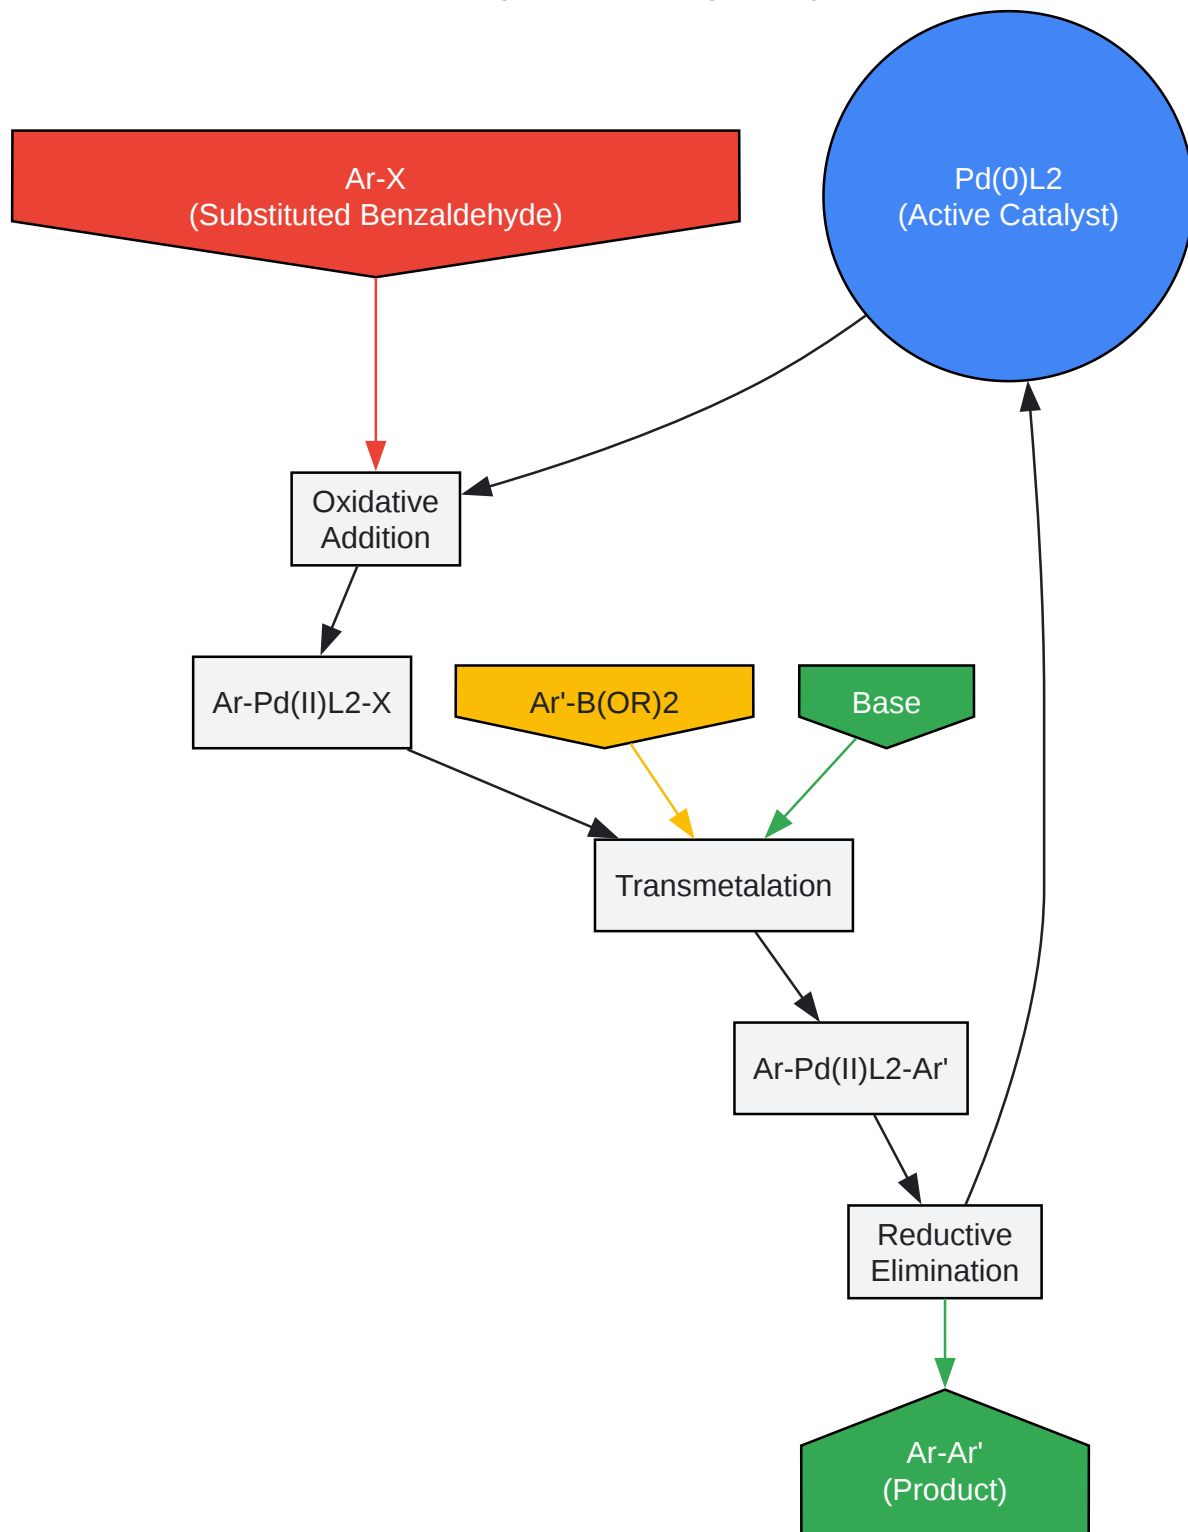 Ar-X
(Substituted Benzaldehyde)
Pd(0)L2
(Active Catalyst)
Oxidative
Addition
Ar-Pd(II)L2-X
Ar'-B(OR)2
Base
Transmetalation
Ar-Pd(II)L2-Ar'
Reductive
Elimination
Ar-Ar'
(Product)